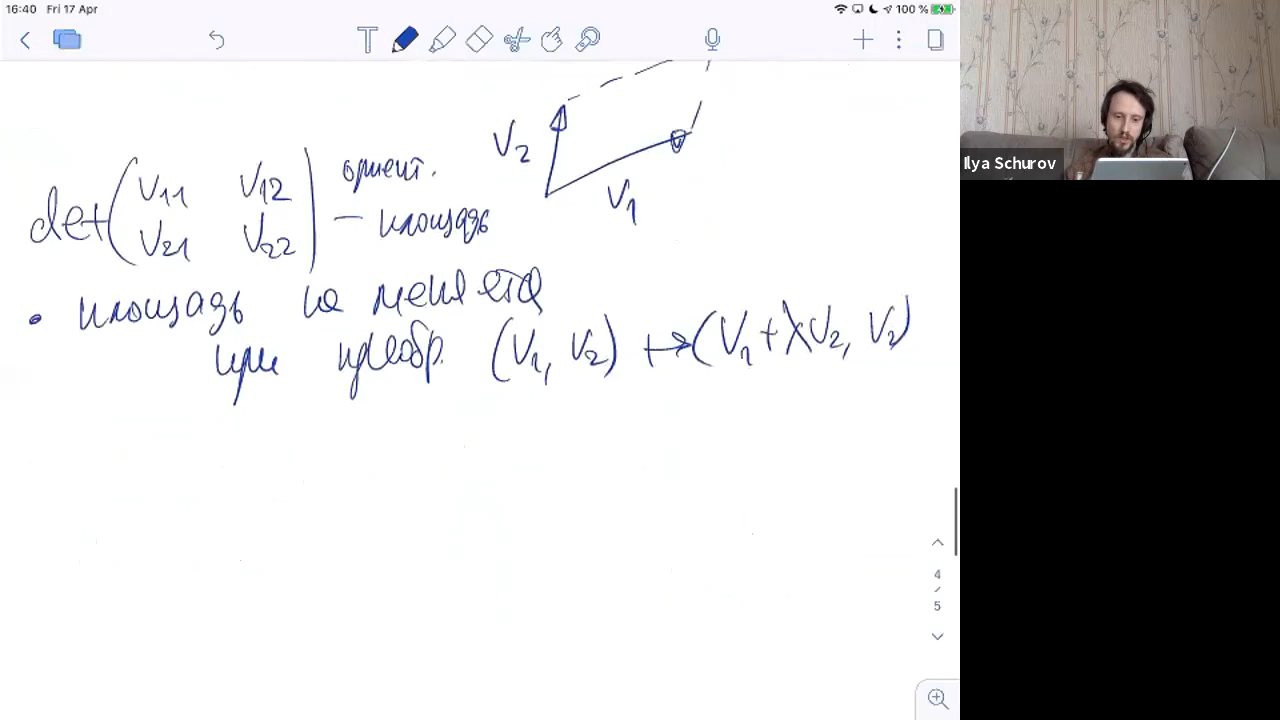 16:40 Fri 17 Apr
100 %
T
V₂
V₁
det(V₁₁ V₁₂
V₂₁ V₂₂) — ориент. площадь
• площадь не меняется
при преобр. (V₁, V₂) ↦ (V₁ + λV₂, V₂)
4
/
5
Ilya Schurov